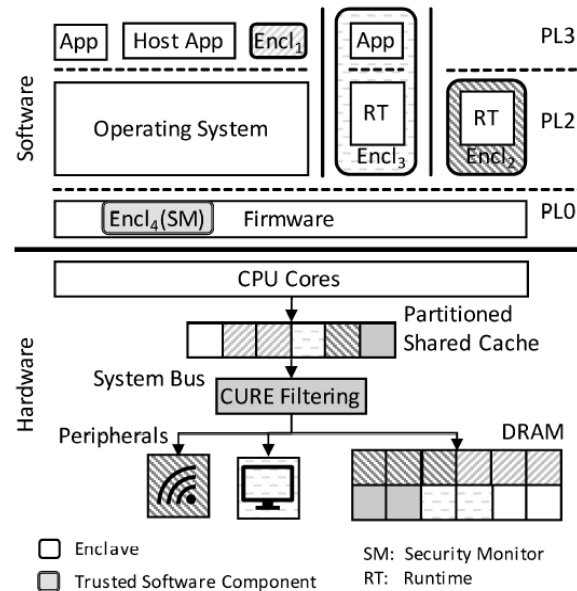 App Host App Encl1 App PL3
Software
Operating System RT RT PL2
Encl3 Encl2
Encl4(SM) Firmware PL0
CPU Cores
Partitioned
Shared Cache
Hardware
System Bus
CURE Filtering
Peripherals DRAM
Enclave SM: Security Monitor
Trusted Software Component RT: Runtime